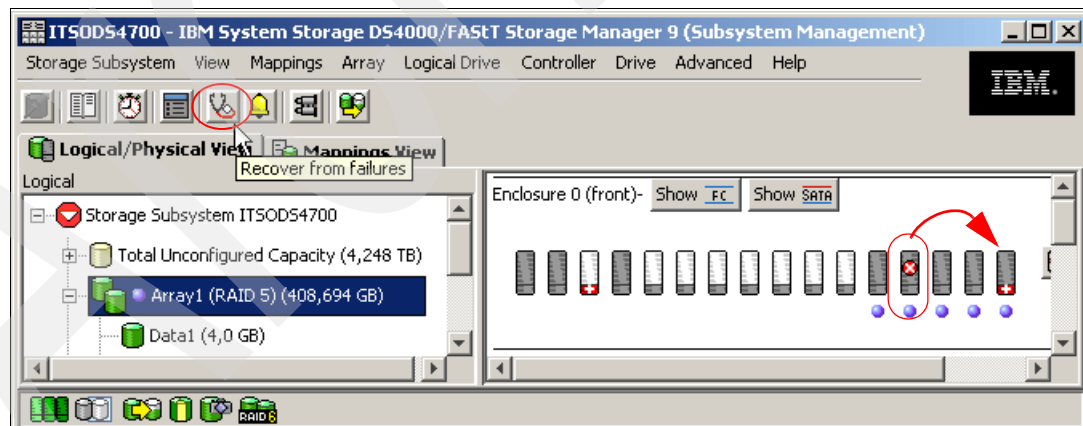 ITSODS4700 - IBM System Storage DS4000/FAStT Storage Manager 9 (Subsystem Management)
Storage Subsystem View Mappings Array Logical Drive Controller Drive Advanced Help
IBM.
Logical/Physical View Mappings View
Recover from failures
Logical
Enclosure 0 (front)- Show FC Show SATA
Storage Subsystem ITSODS4700
Total Unconfigured Capacity (4,248 TB)
Array1 (RAID 5) (408,694 GB)
Data1 (4,0 GB)
RAID6